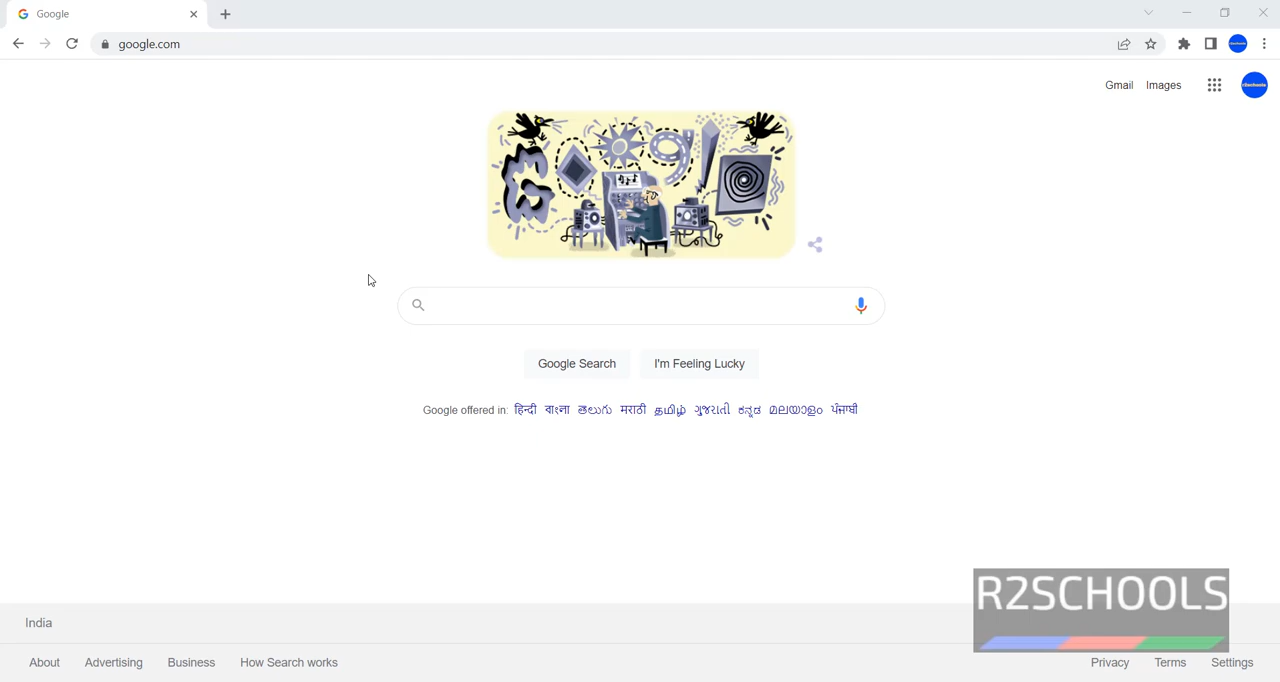 Google
google.com
Gmail Images
Google Search I'm Feeling Lucky
Google offered in: हिन्दी বাংলা తెలుగు मराठी தமிழ் ગુજરાતી ಕನ್ನಡ മലയാളം ਪੰਜਾਬੀ
R2SCHOOLS
India
About Advertising Business How Search works Privacy Terms Settings